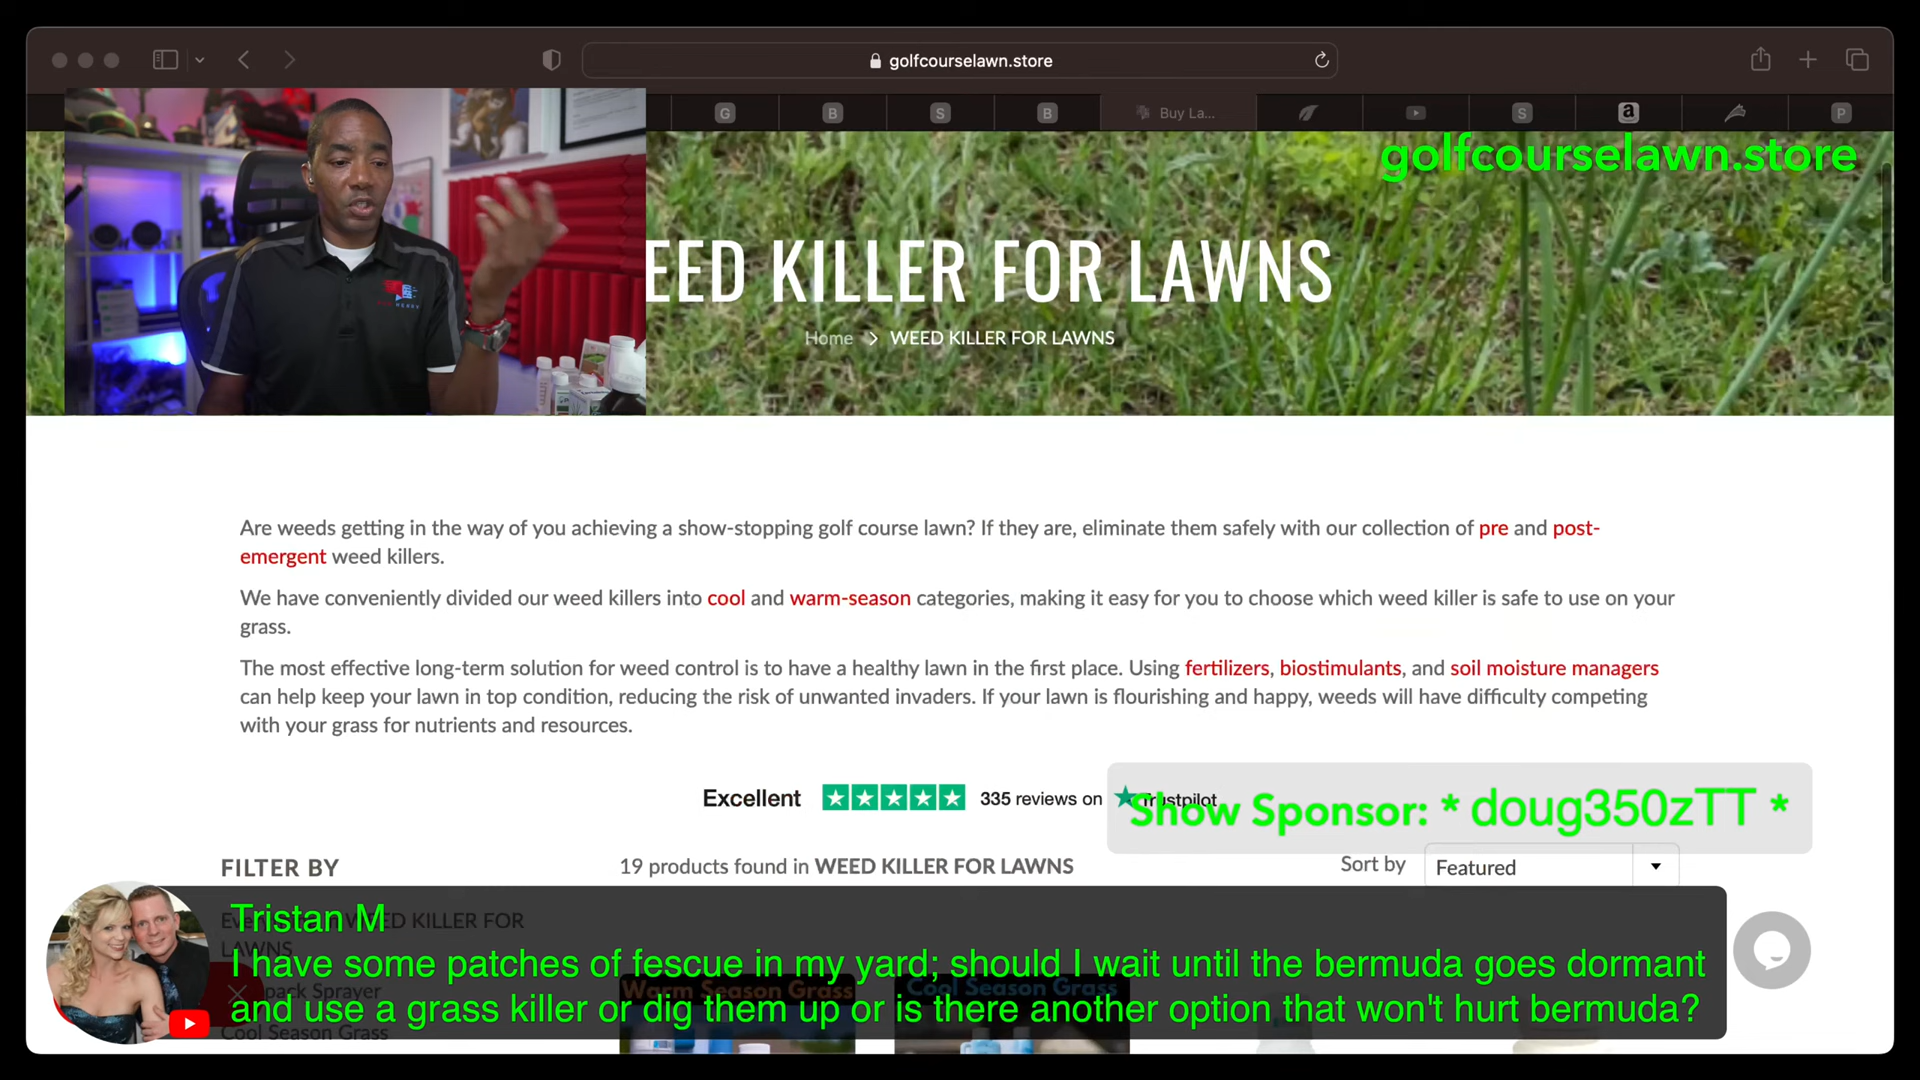 golfcourselawn.store
G
B
S
B
Buy La...
S
a
P
golfcourselawn.store
EED KILLER FOR LAWNS
Home > WEED KILLER FOR LAWNS
Are weeds getting in the way of you achieving a show-stopping golf course lawn? If they are, eliminate them safely with our collection of pre and post-
emergent weed killers.
We have conveniently divided our weed killers into cool and warm-season categories, making it easy for you to choose which weed killer is safe to use on your
grass.
The most effective long-term solution for weed control is to have a healthy lawn in the first place. Using fertilizers, biostimulants, and soil moisture managers
can help keep your lawn in top condition, reducing the risk of unwanted invaders. If your lawn is flourishing and happy, weeds will have difficulty competing
with your grass for nutrients and resources.
Excellent 335 reviews on Trustpilot
Show Sponsor: * doug350zTT *
FILTER BY
19 products found in WEED KILLER FOR LAWNS
Sort by Featured
Tristan M
I have some patches of fescue in my yard; should I wait until the bermuda goes dormant
and use a grass killer or dig them up or is there another option that won't hurt bermuda?
WEED KILLER FOR
LAWNS
pack Sprayer
Cool Season Grass
Warm Season Grass
Cool Season Grass